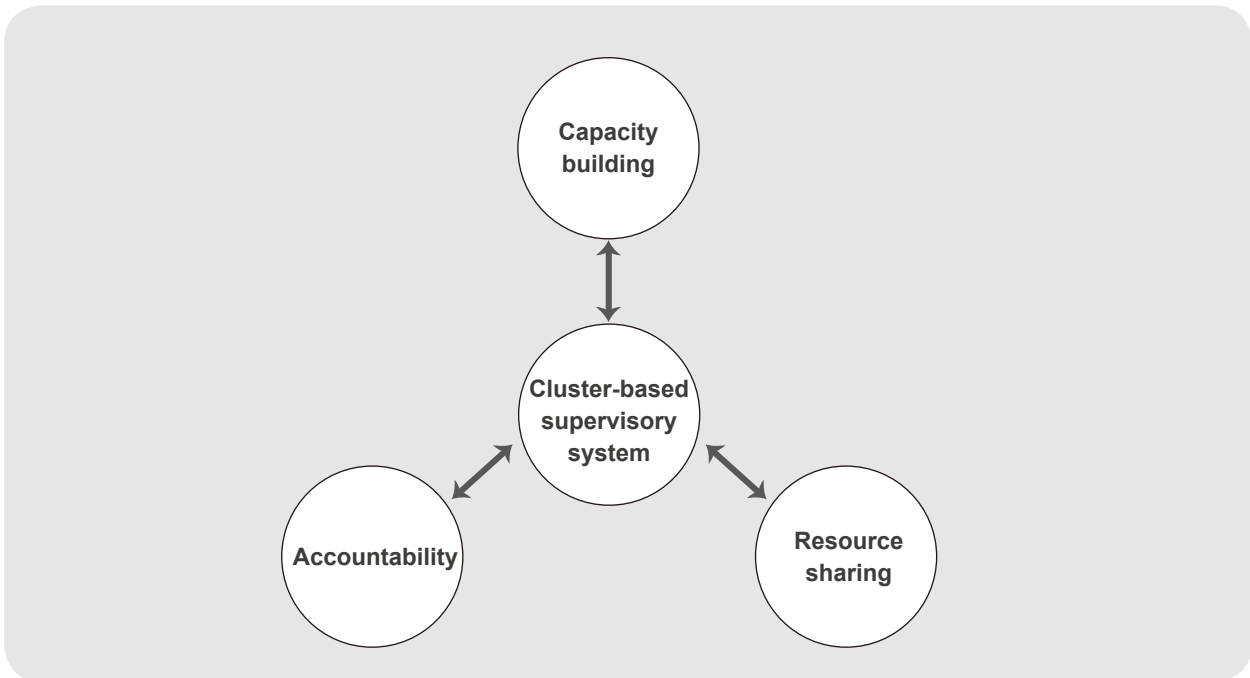 Capacity
building
Cluster-based
supervisory
system
Accountability
Resource
sharing